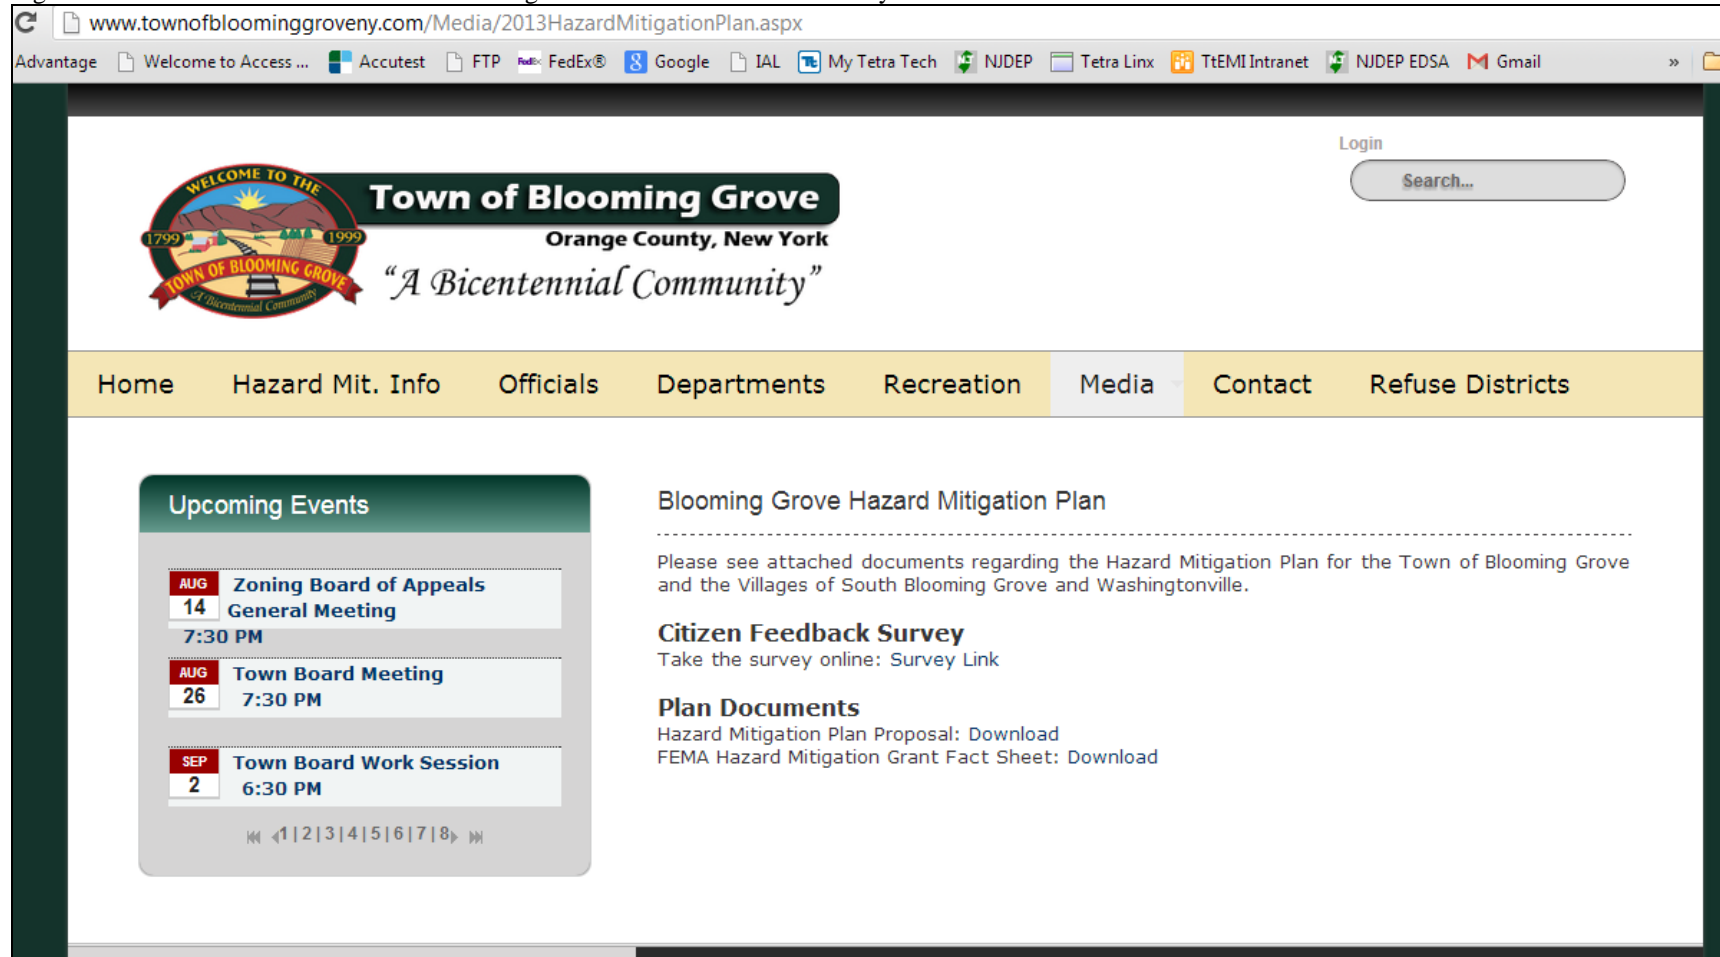 www.townofbloominggroveny.com/Media/2013HazardMitigationPlan.aspx
Advantage Welcome to Access ... Accutest FTP FedEx FedEx® 8 Google IAL Tt My Tetra Tech NJDEP Tetra Linx TtEMI Intranet NJDEP EDSA M Gmail »
Login
Search...
WELCOME TO THE
1799 1999
TOWN OF BLOOMING GROVE
A Bicentennial Community
Town of Blooming Grove
Orange County, New York
“A Bicentennial Community”
Home Hazard Mit. Info Officials Departments Recreation Media Contact Refuse Districts
Upcoming Events
AUG
14
Zoning Board of Appeals
General Meeting
7:30 PM
AUG
26
Town Board Meeting
7:30 PM
SEP
2
Town Board Work Session
6:30 PM
1|2|3|4|5|6|7|8
Blooming Grove Hazard Mitigation Plan
Please see attached documents regarding the Hazard Mitigation Plan for the Town of Blooming Grove
and the Villages of South Blooming Grove and Washingtonville.
Citizen Feedback Survey
Take the survey online: Survey Link
Plan Documents
Hazard Mitigation Plan Proposal: Download
FEMA Hazard Mitigation Grant Fact Sheet: Download